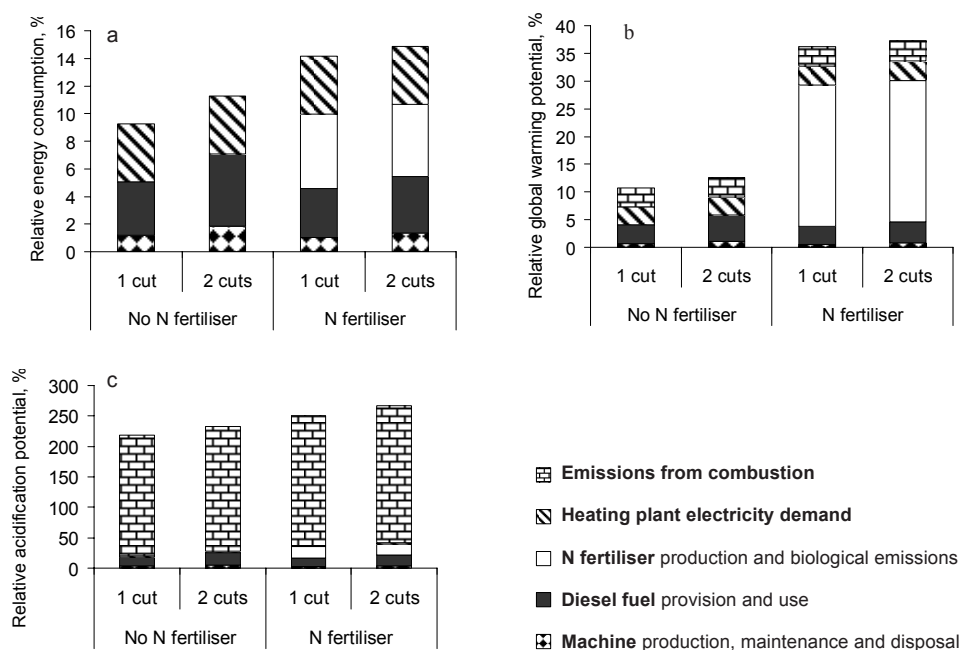 a
Relative energy consumption, %
16
14
12
10
8
6
4
2
0
1 cut 2 cuts 1 cut 2 cuts
No N fertiliser N fertiliser
b
Relative global warming potential, %
40
35
30
25
20
15
10
5
0
1 cut 2 cuts 1 cut 2 cuts
No N fertiliser N fertiliser
c
Relative acidification potential, %
300
250
200
150
100
50
0
1 cut 2 cuts 1 cut 2 cuts
No N fertiliser N fertiliser
Emissions from combustion
Heating plant electricity demand
N fertiliser production and biological emissions
Diesel fuel provision and use
Machine production, maintenance and disposal